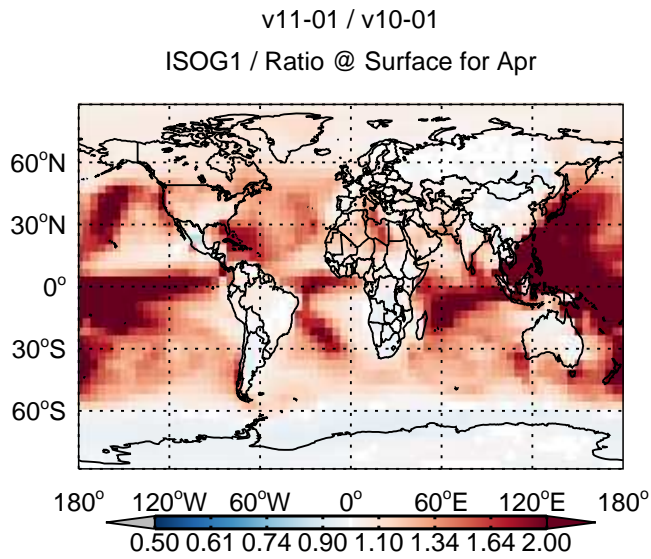 v11-01 / v10-01
ISOG1 / Ratio @ Surface for Apr
60°N
30°N
0°
30°S
60°S
180° 120°W 60°W 0° 60°E 120°E 180°
0.50 0.61 0.74 0.90 1.10 1.34 1.64 2.00